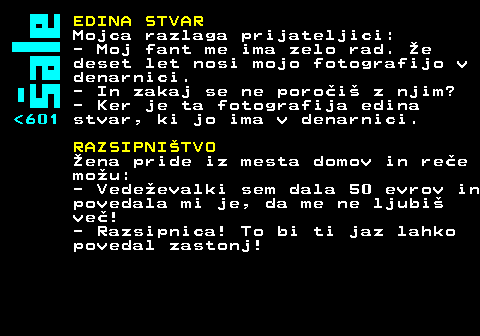 šale
<601
EDINA STVAR
Mojca razlaga prijateljici:
- Moj fant me ima zelo rad. Že
deset let nosi mojo fotografijo v
denarnici.
- In zakaj se ne poročiš z njim?
- Ker je ta fotografija edina
stvar, ki jo ima v denarnici.
RAZSIPNIŠTVO
Žena pride iz mesta domov in reče
možu:
- Vedeževalki sem dala 50 evrov in
povedala mi je, da me ne ljubiš
več!
- Razsipnica! To bi ti jaz lahko
povedal zastonj!